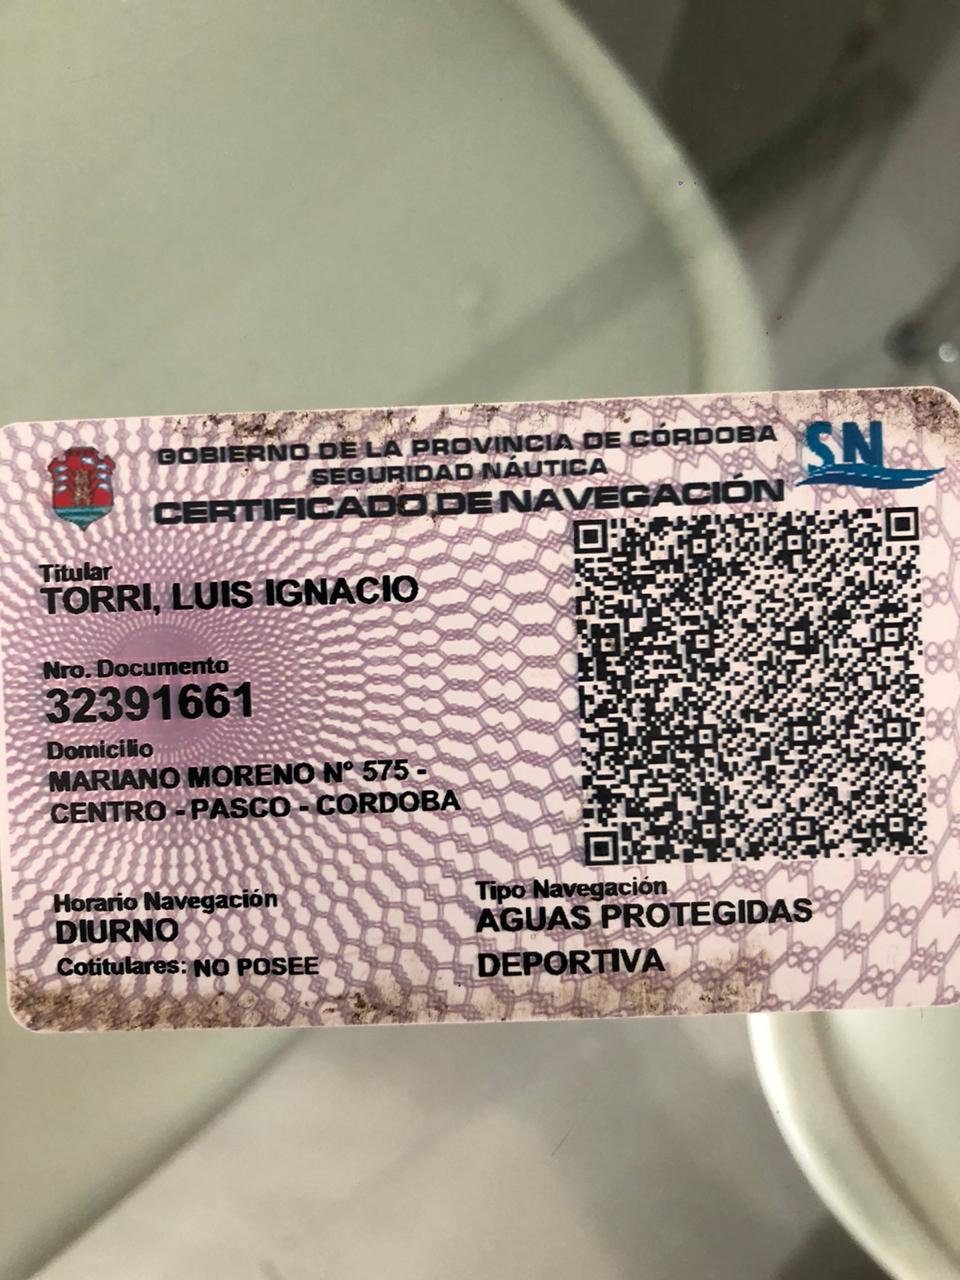 GOBIERNO DE LA PROVINCIA DE CÓRDOBA
SEGURIDAD NÁUTICA
CERTIFICADO DE NAVEGACIÓN
SN
Titular
TORRI, LUIS IGNACIO
Nro. Documento
32391661
Domicilio
MARIANO MORENO N° 575 -
CENTRO - PASCO - CORDOBA
Horario Navegación
DIURNO
Cotitulares: NO POSEE
Tipo Navegación
AGUAS PROTEGIDAS
DEPORTIVA